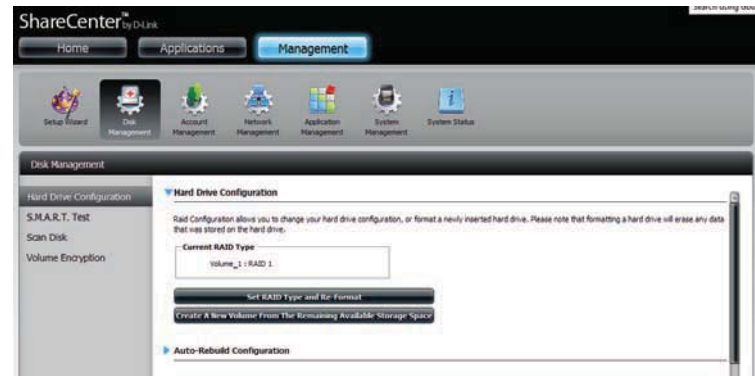 Search using Goo
ShareCenter™ by D-Link
Home
Applications
Management
Setup Wizard
Disk Management
Account Management
Network Management
Application Management
System Management
System Status
Disk Management
Hard Drive Configuration
S.M.A.R.T. Test
Scan Disk
Volume Encryption
Hard Drive Configuration
Raid Configuration allows you to change your hard drive configuration, or format a newly inserted hard drive. Please note that formatting a hard drive will erase any data
that was stored on the hard drive.
Current RAID Type
Volume_1 : RAID 1
Set RAID Type and Re-Format
Create A New Volume From The Remaining Available Storage Space
Auto-Rebuild Configuration